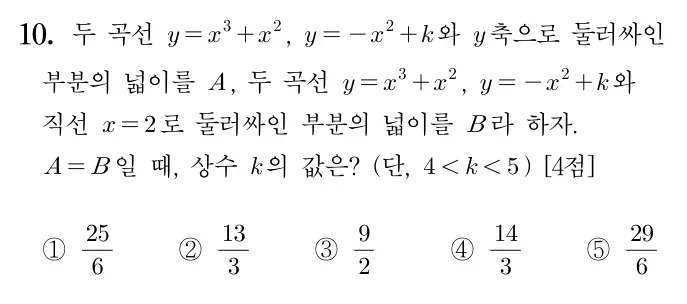 10. 두 곡선 y=x³+x², y=-x²+k와 y축으로 둘러싸인
부분의 넓이를 A, 두 곡선 y=x³+x², y=-x²+k와
직선 x=2로 둘러싸인 부분의 넓이를 B라 하자.
A=B일 때, 상수 k의 값은? (단, 4<k<5) [4점]
① 25/6 ② 13/3 ③ 9/2 ④ 14/3 ⑤ 29/6